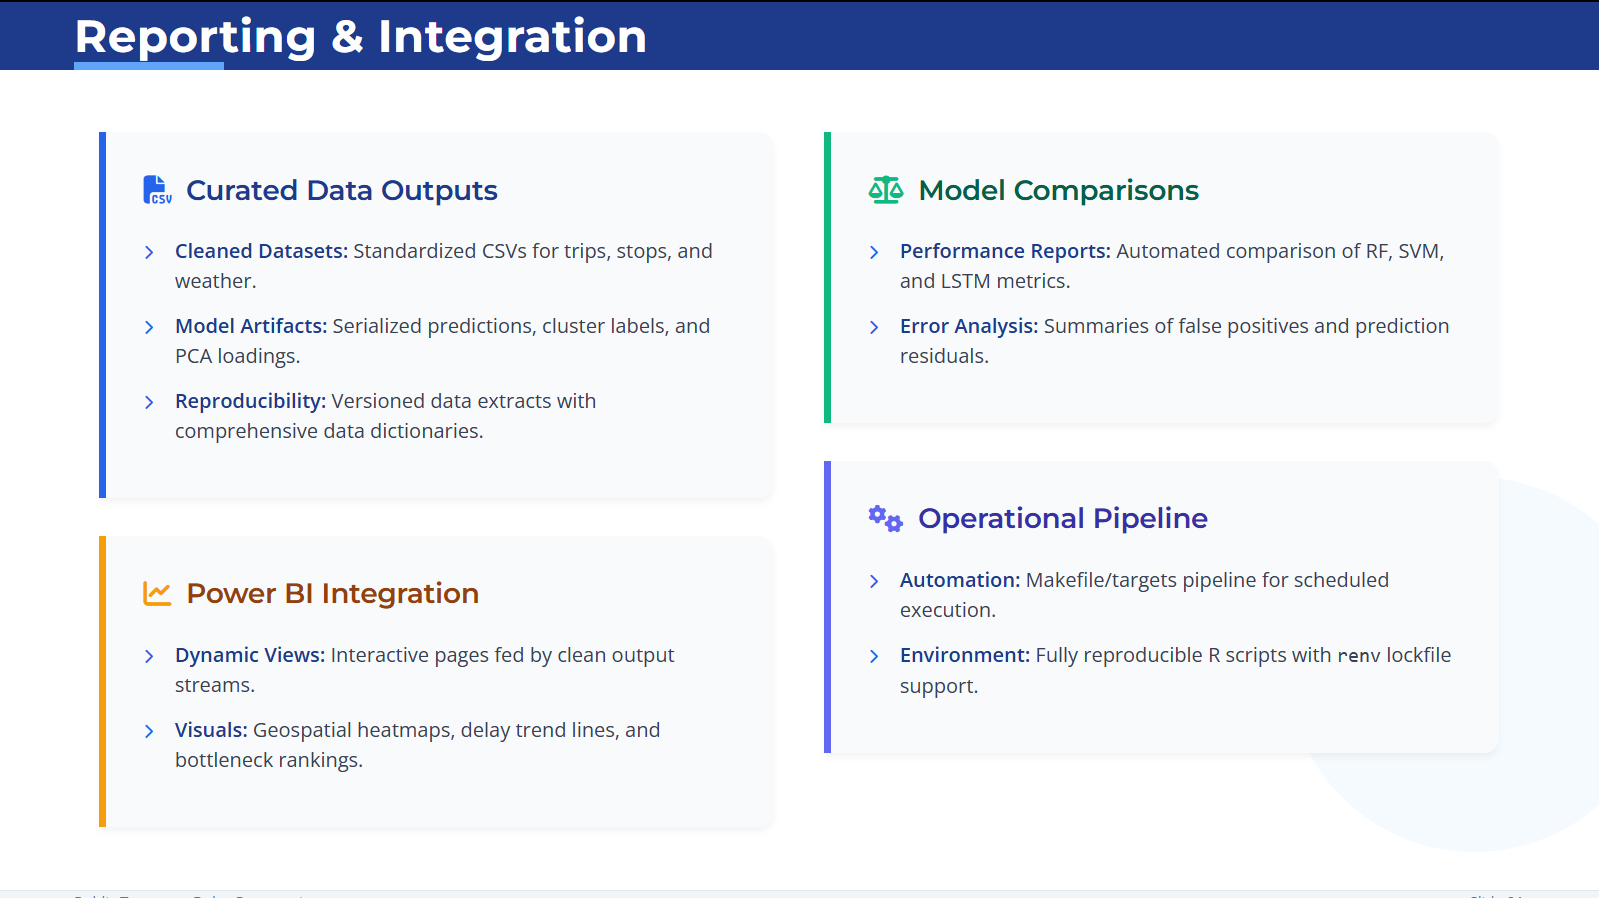 Reporting & Integration
CSV
Curated Data Outputs
Cleaned Datasets: Standardized CSVs for trips, stops, and
weather.
Model Artifacts: Serialized predictions, cluster labels, and
PCA loadings.
Reproducibility: Versioned data extracts with
comprehensive data dictionaries.
Power BI Integration
Dynamic Views: Interactive pages fed by clean output
streams.
Visuals: Geospatial heatmaps, delay trend lines, and
bottleneck rankings.
Model Comparisons
Performance Reports: Automated comparison of RF, SVM,
and LSTM metrics.
Error Analysis: Summaries of false positives and prediction
residuals.
Operational Pipeline
Automation: Makefile/targets pipeline for scheduled
execution.
Environment: Fully reproducible R scripts with renv lockfile
support.